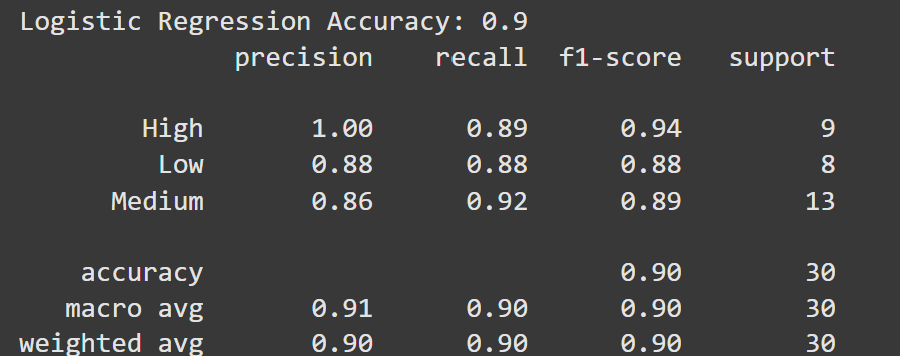 Logistic Regression Accuracy: 0.9
precision recall f1-score support
High 1.00 0.89 0.94 9
Low 0.88 0.88 0.88 8
Medium 0.86 0.92 0.89 13
accuracy 0.90 30
macro avg 0.91 0.90 0.90 30
weighted avg 0.90 0.90 0.90 30